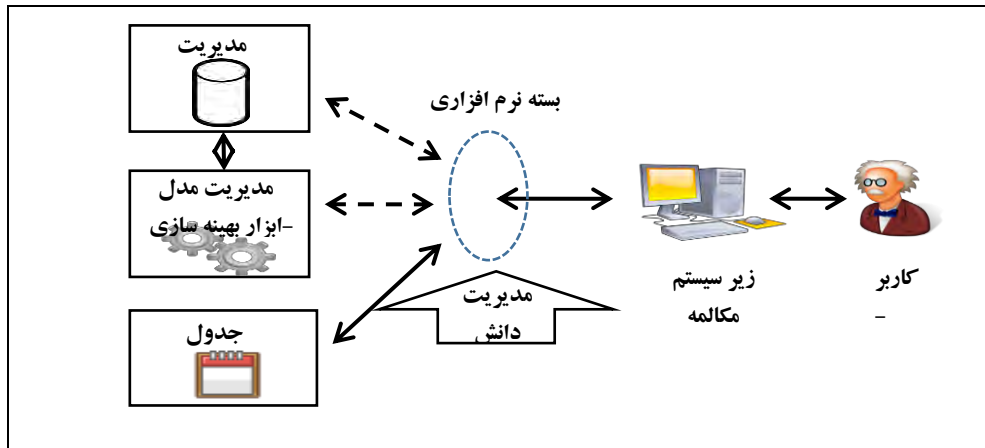 مدیریت
بسته نرم افزاری
مدیریت مدل
-ابزار بهینه سازی
جدول
مدیریت
دانش
زیر سیستم
مکالمه
کاربر
-